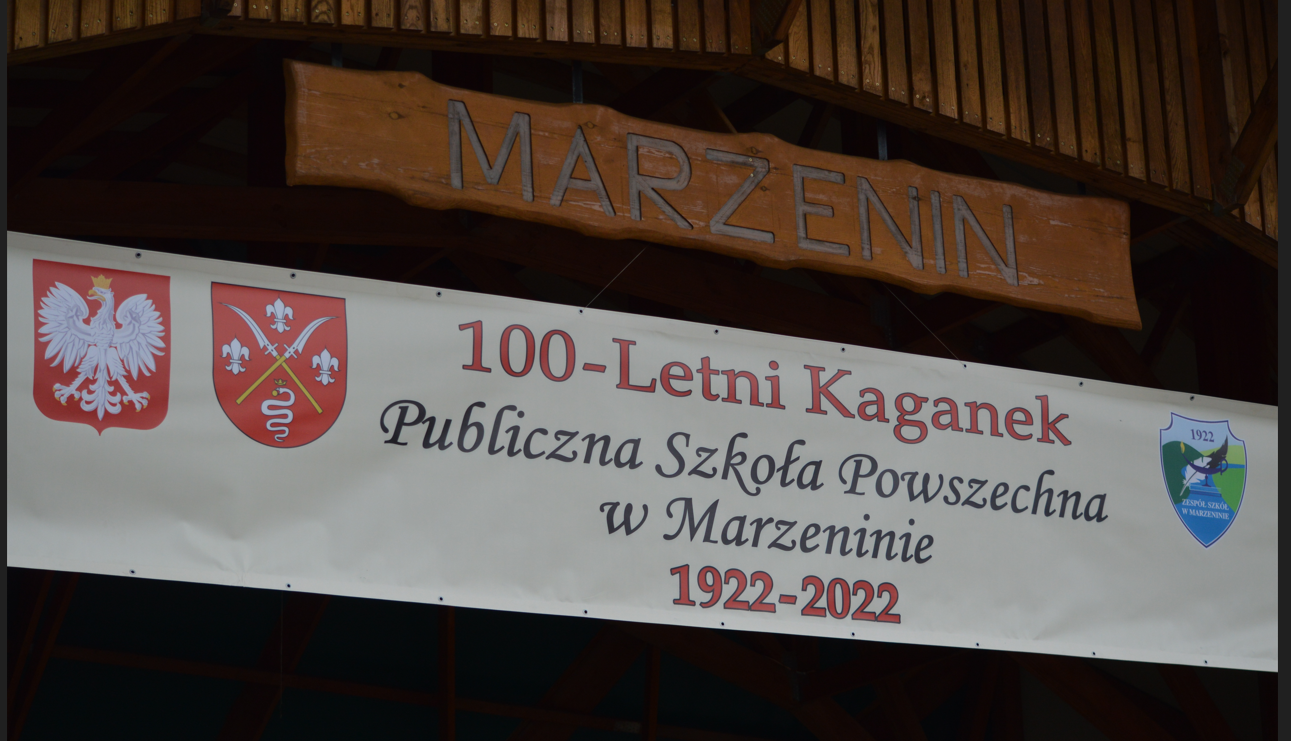 MARZENIN
100-Letni Kaganek
Publiczna Szkoła Powszechna
w Marzeninie
1922-2022
1922
ZESPÓŁ SZKÓŁ
W MARZENINIE